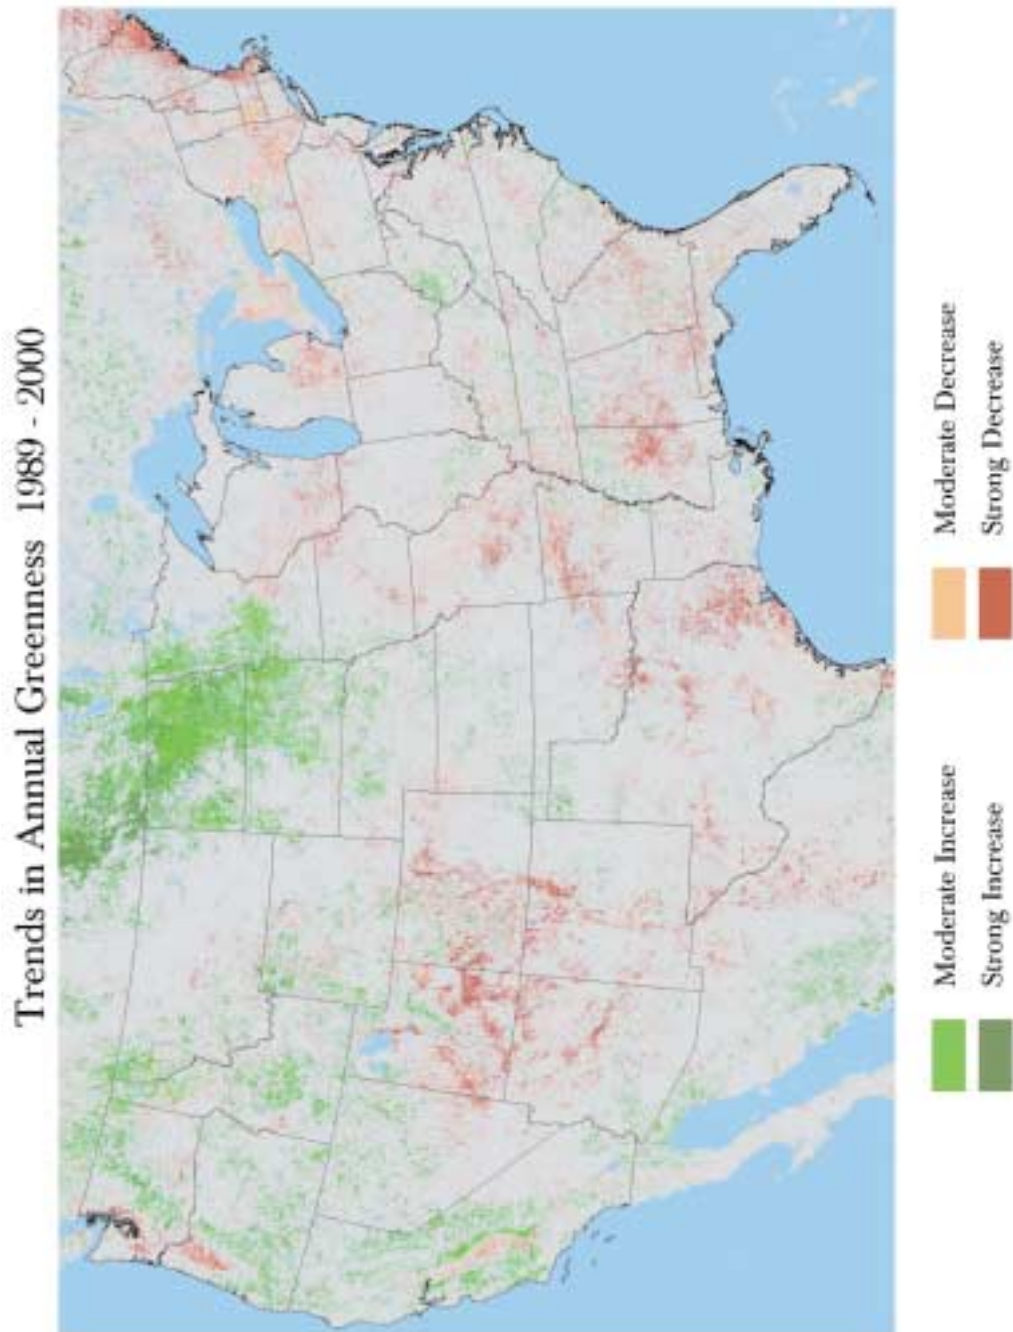 Trends in Annual Greenness 1989 - 2000
Moderate Increase
Strong Increase
Moderate Decrease
Strong Decrease